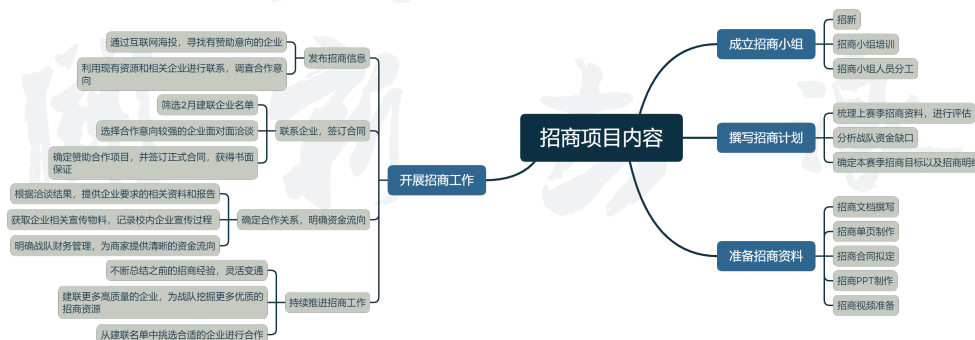 招商项目内容
成立招商小组
招新
招商小组培训
招商小组人员分工
撰写招商计划
梳理上赛季招商资料，进行评估
分析战队资金缺口
确定本赛季招商目标以及招商明细
准备招商资料
招商文档撰写
招商单页制作
招商合同拟定
招商PPT制作
招商视频准备
开展招商工作
发布招商信息
通过互联网海投，寻找有赞助意向的企业
利用现有资源和相关企业进行联系，调查合作意
向
联系企业，签订合同
筛选2月建联企业名单
选择合作意向较强的企业面对面洽谈
确定赞助合作项目，并签订正式合同，获得书面
保证
确定合作关系，明确资金流向
根据洽谈结果，提供企业要求的相关资料和报告
获取企业相关宣传物料，记录校内企业宣传过程
明确战队财务管理，为商家提供清晰的资金流向
持续推进招商工作
不断总结之前的招商经验，灵活变通
建联更多高质量的企业，为战队挖掘更多优质的
招商资源
从建联名单中挑选合适的企业进行合作